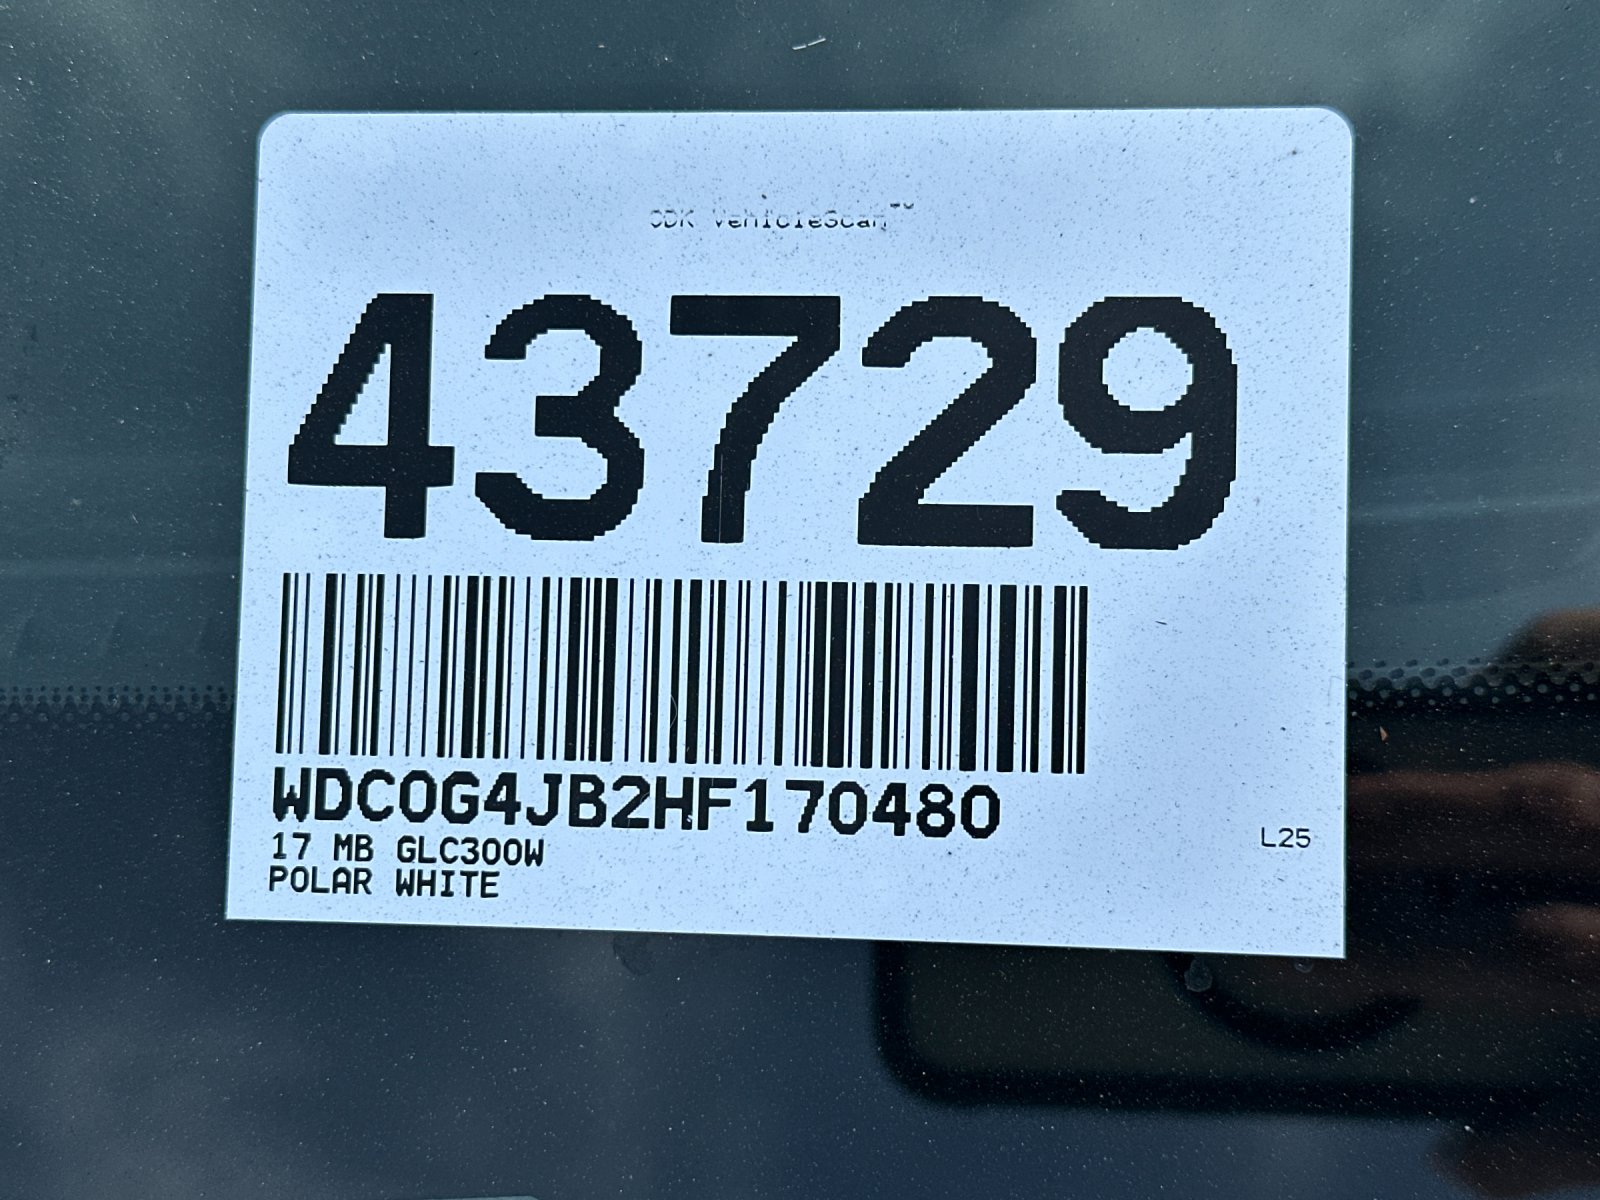 CDK VehicleScan™
43729
WDC0G4JB2HF170480
17 MB GLC300W
POLAR WHITE
L25